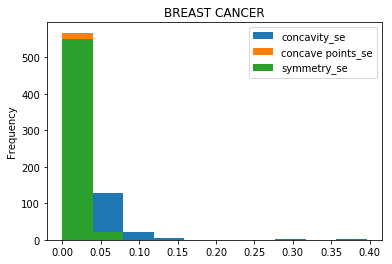 BREAST CANCER
concavity_se
concave points_se
symmetry_se
Frequency
500
400
300
200
100
0
0.00 0.05 0.10 0.15 0.20 0.25 0.30 0.35 0.40